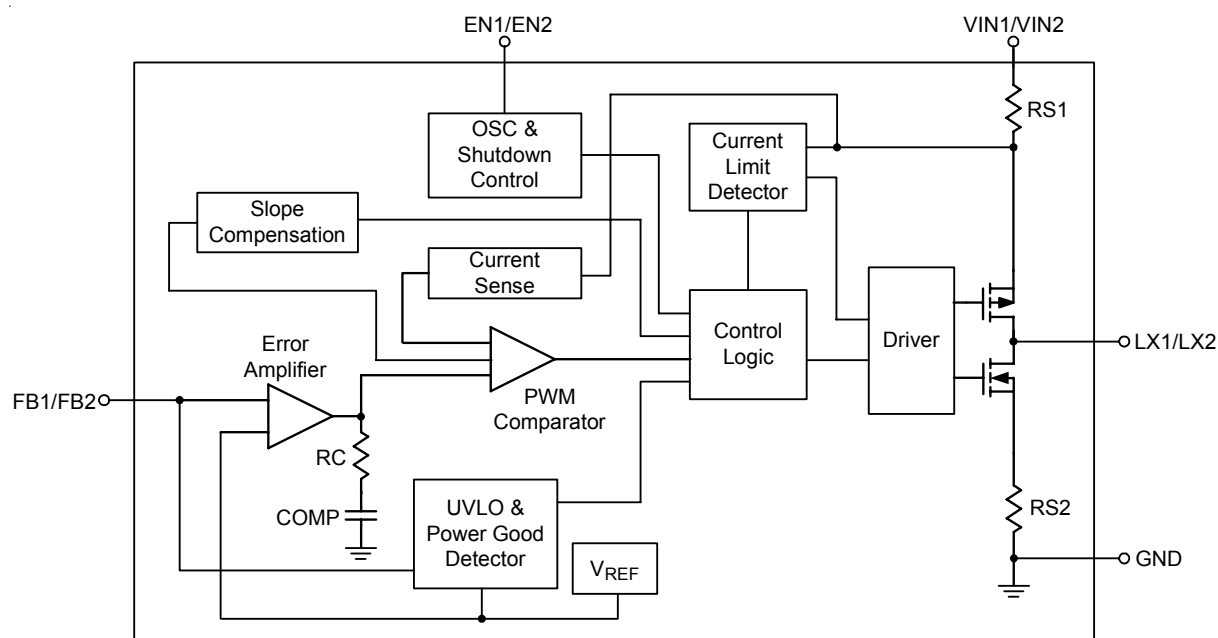 EN1/EN2
VIN1/VIN2
RS1
OSC &
Shutdown
Control
Current
Limit
Detector
Slope
Compensation
Current
Sense
Control
Logic
Driver
LX1/LX2
Error
Amplifier
FB1/FB2
PWM
Comparator
RC
COMP
UVLO &
Power Good
Detector
VREF
RS2
GND